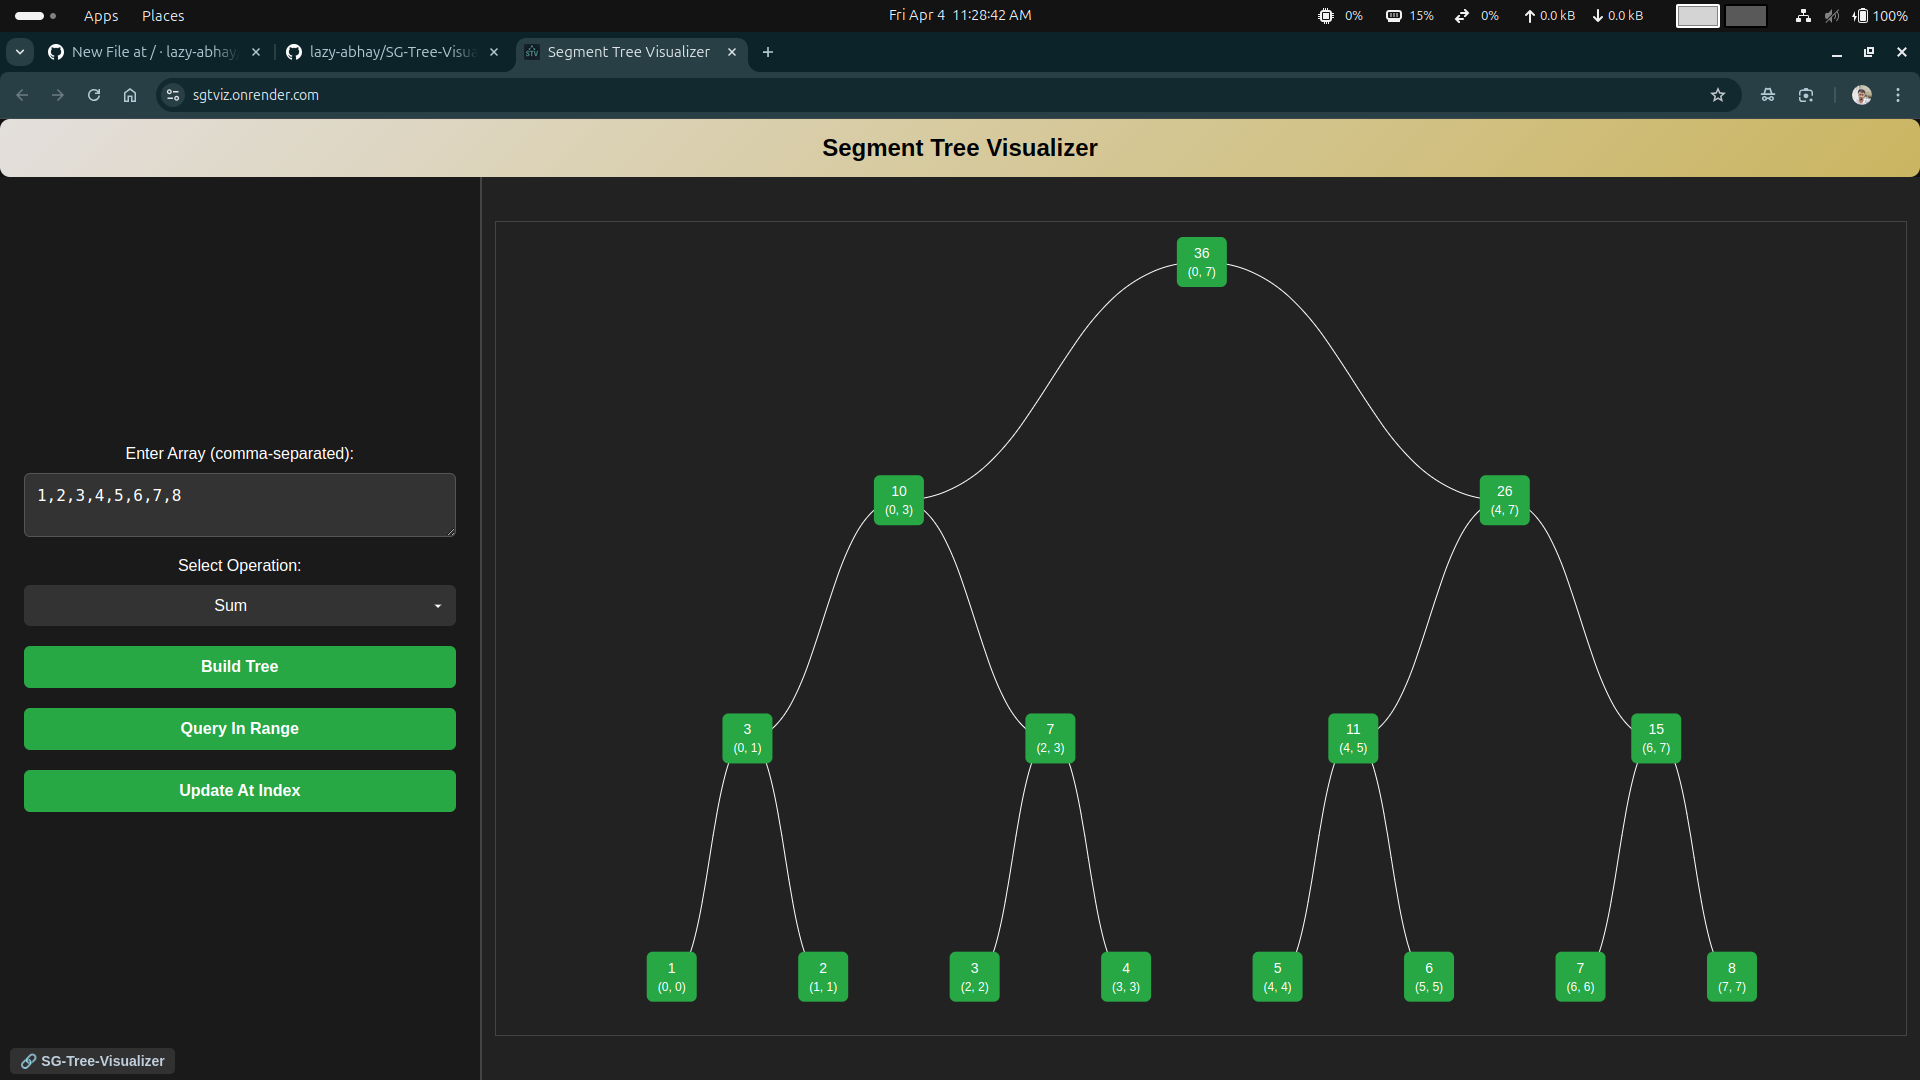 Apps Places Fri Apr 4 11:28:42 AM 0% 15% 0% 0.0 kB 0.0 kB 100%
New File at / · lazy-abhay lazy-abhay/SG-Tree-Visua Segment Tree Visualizer
sgtviz.onrender.com
Segment Tree Visualizer
Enter Array (comma-separated):
1,2,3,4,5,6,7,8
Select Operation:
Sum
Build Tree
Query In Range
Update At Index
SG-Tree-Visualizer
36
(0, 7)
10
(0, 3)
26
(4, 7)
3
(0, 1)
7
(2, 3)
11
(4, 5)
15
(6, 7)
1
(0, 0)
2
(1, 1)
3
(2, 2)
4
(3, 3)
5
(4, 4)
6
(5, 5)
7
(6, 6)
8
(7, 7)